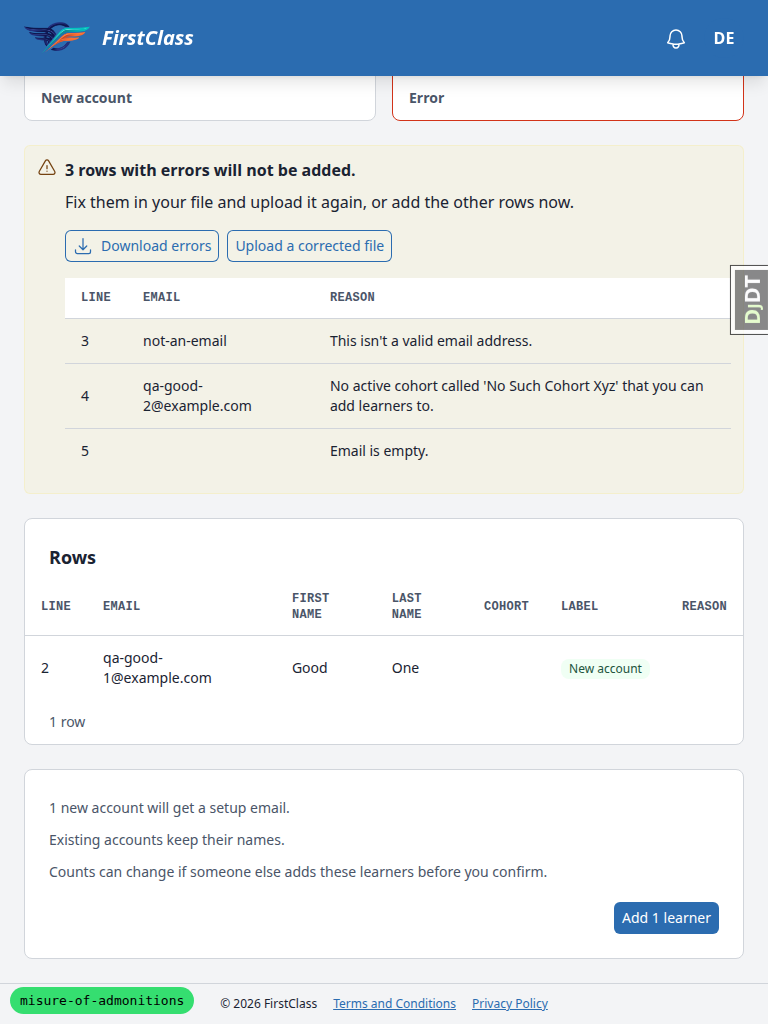 FirstClass
DE
New account
Error
3 rows with errors will not be added.
Fix them in your file and upload it again, or add the other rows now.
Download errors
Upload a corrected file
DJDT
LINE EMAIL REASON
3 not-an-email This isn't a valid email address.
4 qa-good-2@example.com No active cohort called 'No Such Cohort Xyz' that you can
add learners to.
5 Email is empty.
Rows
LINE EMAIL FIRST NAME LAST NAME COHORT LABEL REASON
2 qa-good-1@example.com Good One New account
1 row
1 new account will get a setup email.
Existing accounts keep their names.
Counts can change if someone else adds these learners before you confirm.
Add 1 learner
misure-of-admonitions
© 2026 FirstClass Terms and Conditions Privacy Policy